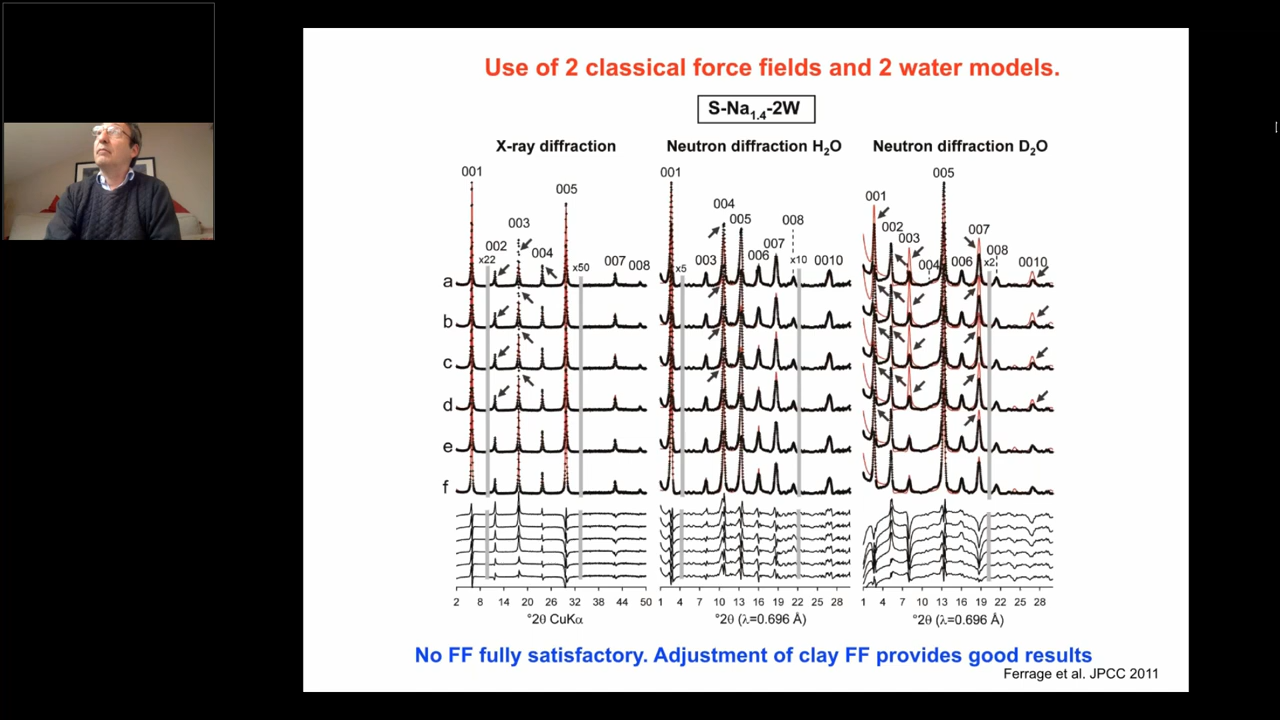 Use of 2 classical force fields and 2 water models.
S-Na1.4-2W
X-ray diffraction
Neutron diffraction H2O
Neutron diffraction D2O
001
002
003
004
005
007
008
x22
x50
001
003
004
005
006
007
008
0010
x5
x10
001
002
003
004
005
006
007
008
0010
x2
a
b
c
d
e
f
2 8 14 20 26 32 38 44 50
1 4 7 10 13 16 19 22 25 28
1 4 7 10 13 16 19 22 25 28
°2θ CuKα
°2θ (λ=0.696 Å)
°2θ (λ=0.696 Å)
No FF fully satisfactory. Adjustment of clay FF provides good results
Ferrage et al. JPCC 2011